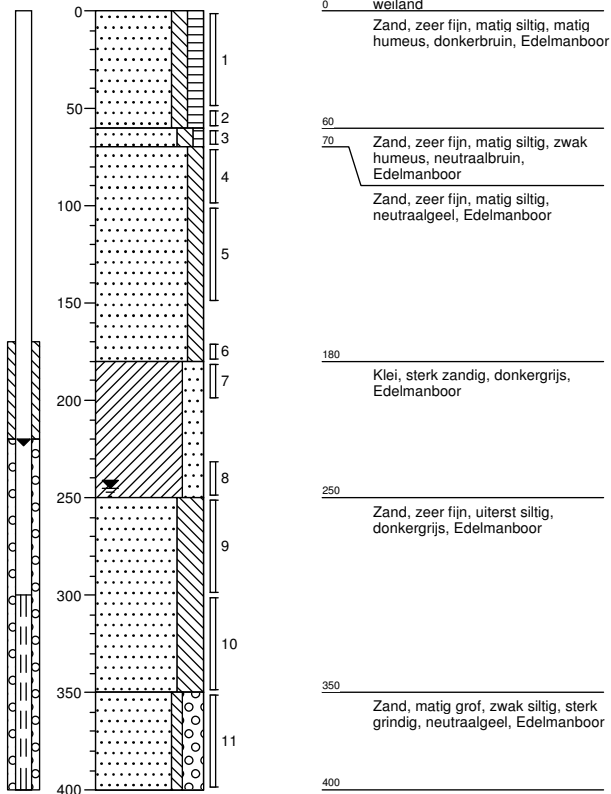 0
50
100
150
200
250
300
350
400
1
2
3
4
5
6
7
8
9
10
11
0 weiland
Zand, zeer fijn, matig siltig, matig
humeus, donkerbruin, Edelmanboor
60
Zand, zeer fijn, matig siltig, zwak
humeus, neutraalbruin,
Edelmanboor
70
Zand, zeer fijn, matig siltig,
neutraalgeel, Edelmanboor
180
Klei, sterk zandig, donkergrijs,
Edelmanboor
250
Zand, zeer fijn, uiterst siltig,
donkergrijs, Edelmanboor
350
Zand, matig grof, zwak siltig, sterk
grindig, neutraalgeel, Edelmanboor
400